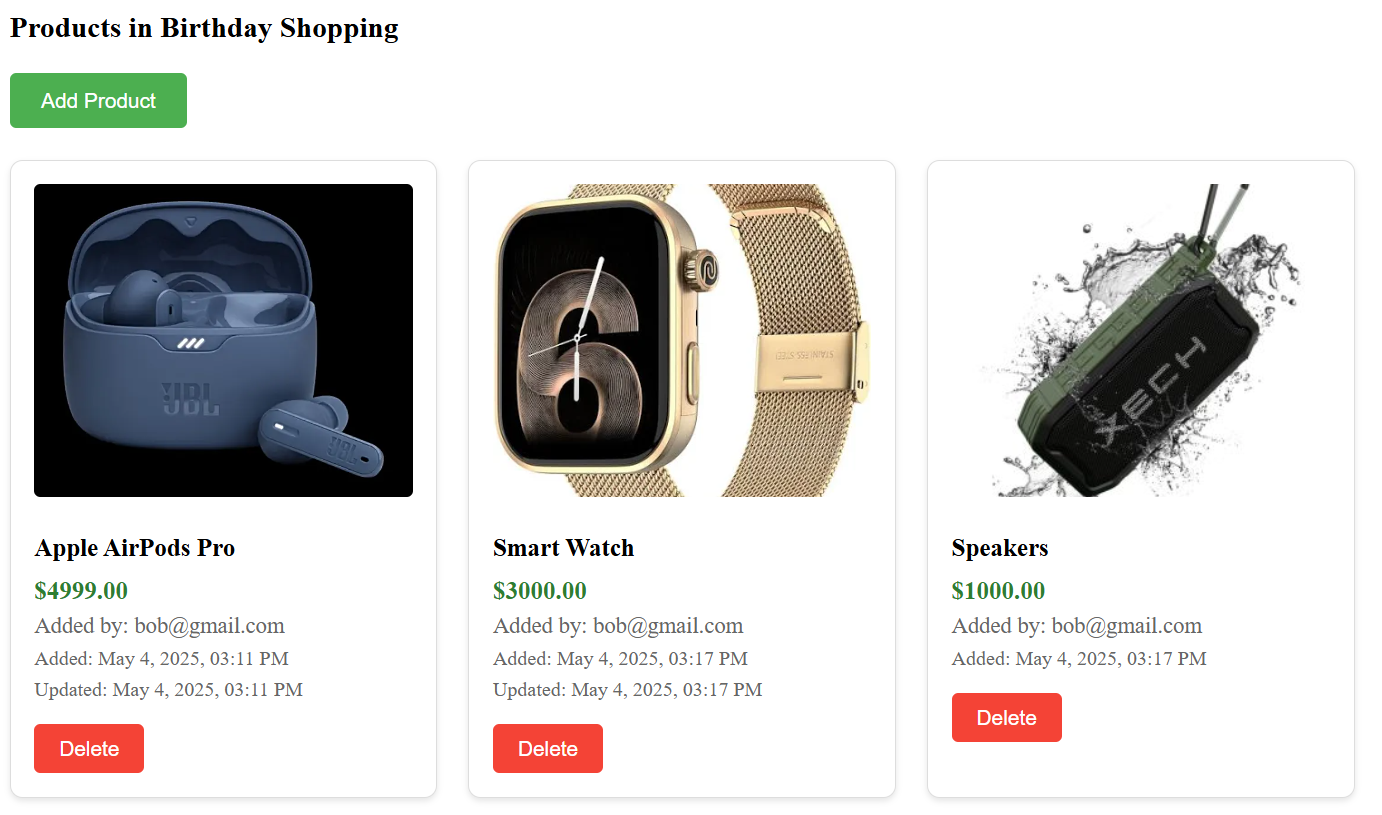 Products in Birthday Shopping
Add Product
JBL
JBL
Apple AirPods Pro
$4999.00
Added by: bob@gmail.com
Added: May 4, 2025, 03:11 PM
Updated: May 4, 2025, 03:11 PM
Delete
6
STAINLESS STEEL
Smart Watch
$3000.00
Added by: bob@gmail.com
Added: May 4, 2025, 03:17 PM
Updated: May 4, 2025, 03:17 PM
Delete
XECH
Speakers
$1000.00
Added by: bob@gmail.com
Added: May 4, 2025, 03:17 PM
Delete